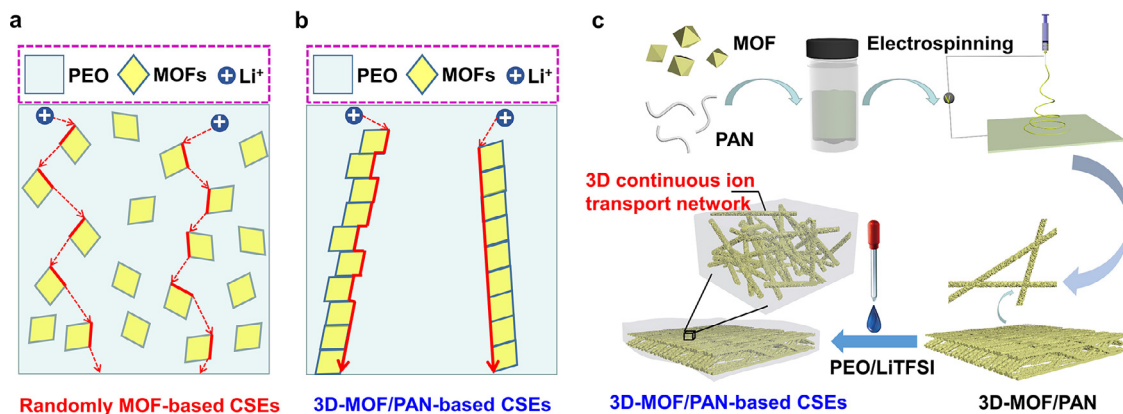 a
PEO MOFs Li⁺
Randomly MOF-based CSEs
b
PEO MOFs Li⁺
3D-MOF/PAN-based CSEs
c
MOF
PAN
Electrospinning
V
3D continuous ion
transport network
PEO/LiTFSI
3D-MOF/PAN-based CSEs
3D-MOF/PAN